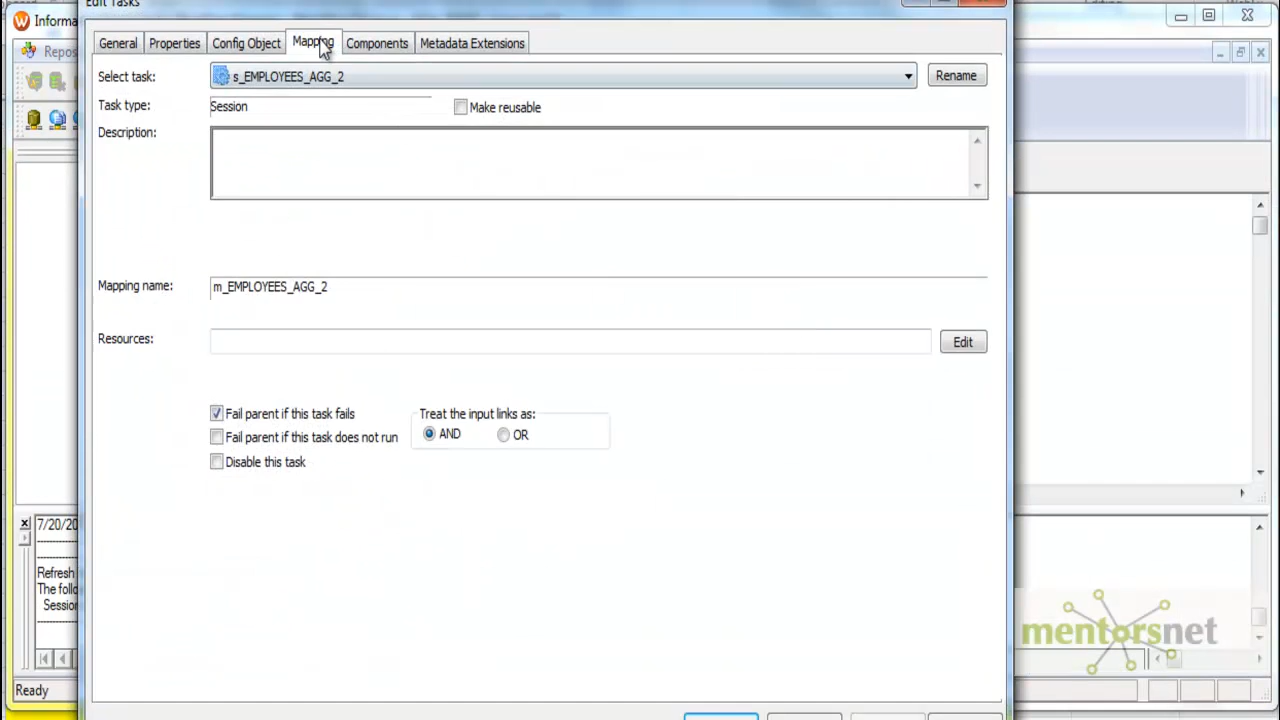 Edit Tasks
Informa
Repos
General Properties Config Object Mapping Components Metadata Extensions
Select task: s_EMPLOYEES_AGG_2 Rename
Task type: Session Make reusable
Description:
Mapping name: m_EMPLOYEES_AGG_2
Resources: Edit
Fail parent if this task fails Treat the input links as:
Fail parent if this task does not run AND OR
Disable this task
7/20/20
Refresh
The follo
Session
mentorsnet
Ready